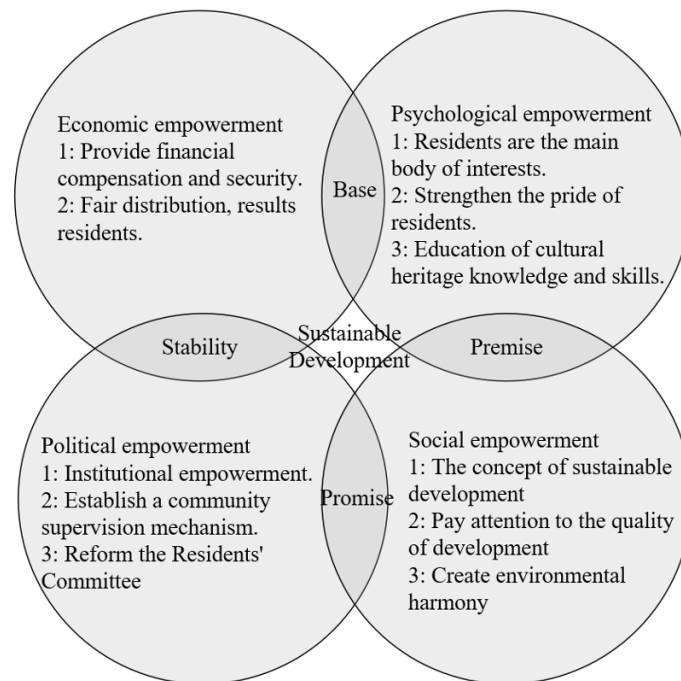 Economic empowerment
1: Provide financial
compensation and security.
2: Fair distribution, results
residents.
Base
Psychological empowerment
1: Residents are the main
body of interests.
2: Strengthen the pride of
residents.
3: Education of cultural
heritage knowledge and skills.
Stability
Sustainable
Development
Premise
Political empowerment
1: Institutional empowerment.
2: Establish a community
supervision mechanism.
3: Reform the Residents'
Committee
Promise
Social empowerment
1: The concept of sustainable
development
2: Pay attention to the quality
of development
3: Create environmental
harmony